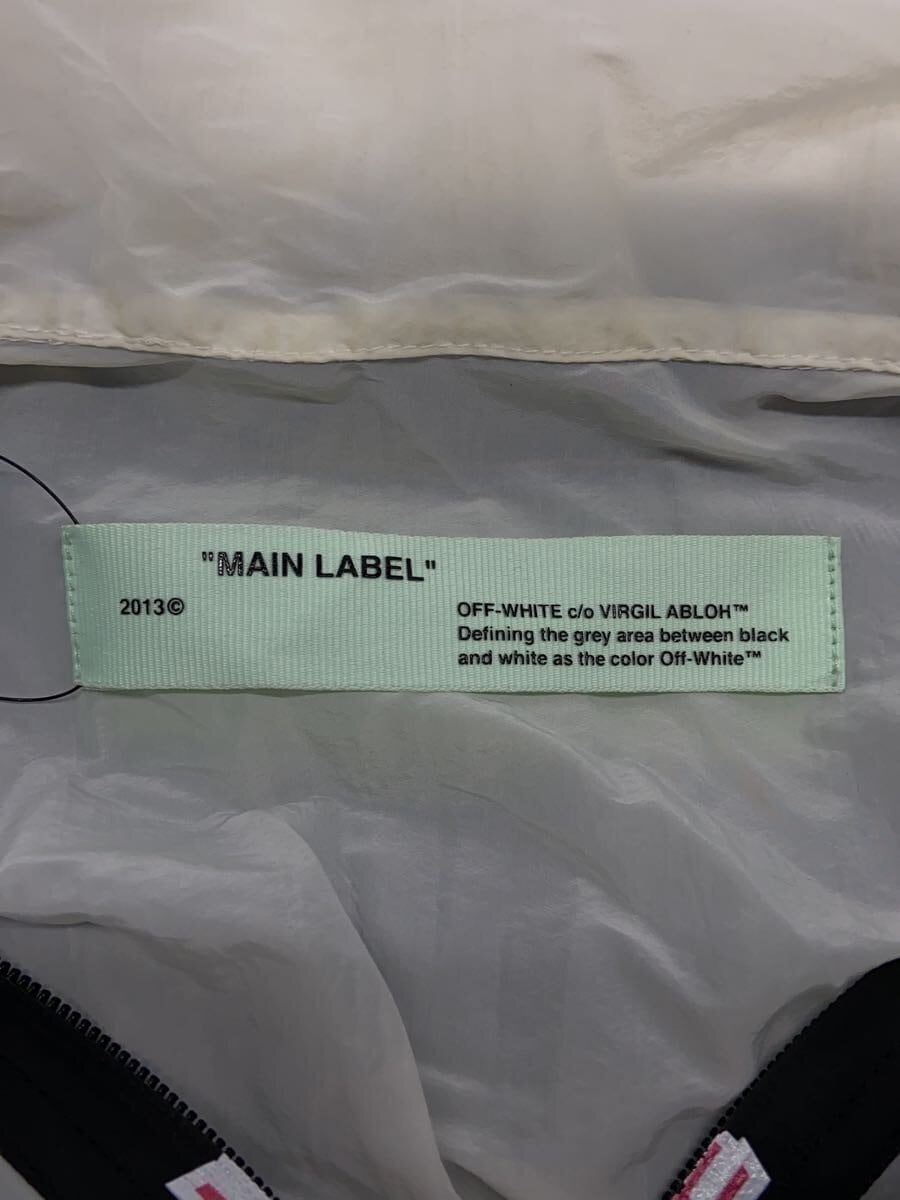 "MAIN LABEL"
2013©
OFF-WHITE c/o VIRGIL ABLOH™
Defining the grey area between black
and white as the color Off-White™